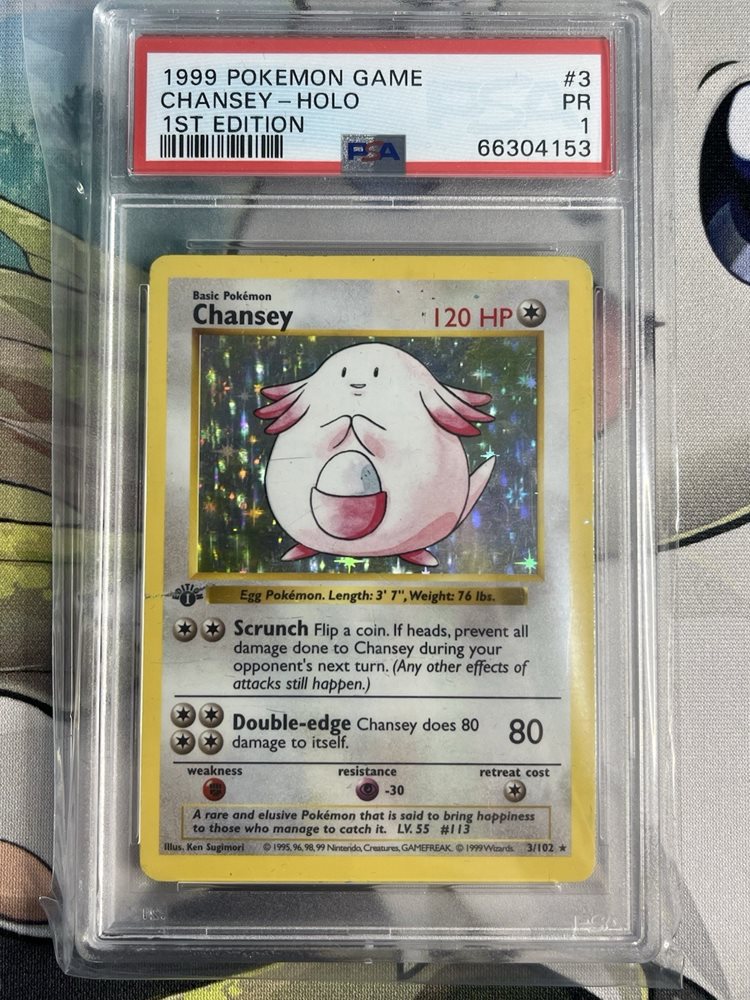 1999 POKEMON GAME #3
CHANSEY - HOLO PR
1ST EDITION 1
PSA 66304153
Basic Pokémon
Chansey 120 HP
EDITION 1
Egg Pokémon. Length: 3' 7", Weight: 76 lbs.
Scrunch Flip a coin. If heads, prevent all
damage done to Chansey during your
opponent's next turn. (Any other effects of
attacks still happen.)
Double-edge Chansey does 80 80
damage to itself.
weakness resistance retreat cost
-30
A rare and elusive Pokémon that is said to bring happiness
to those who manage to catch it. LV. 55 #113
Illus. Ken Sugimori © 1995, 96, 98, 99 Nintendo, Creatures, GAMEFREAK. © 1999 Wizards. 3/102 ★